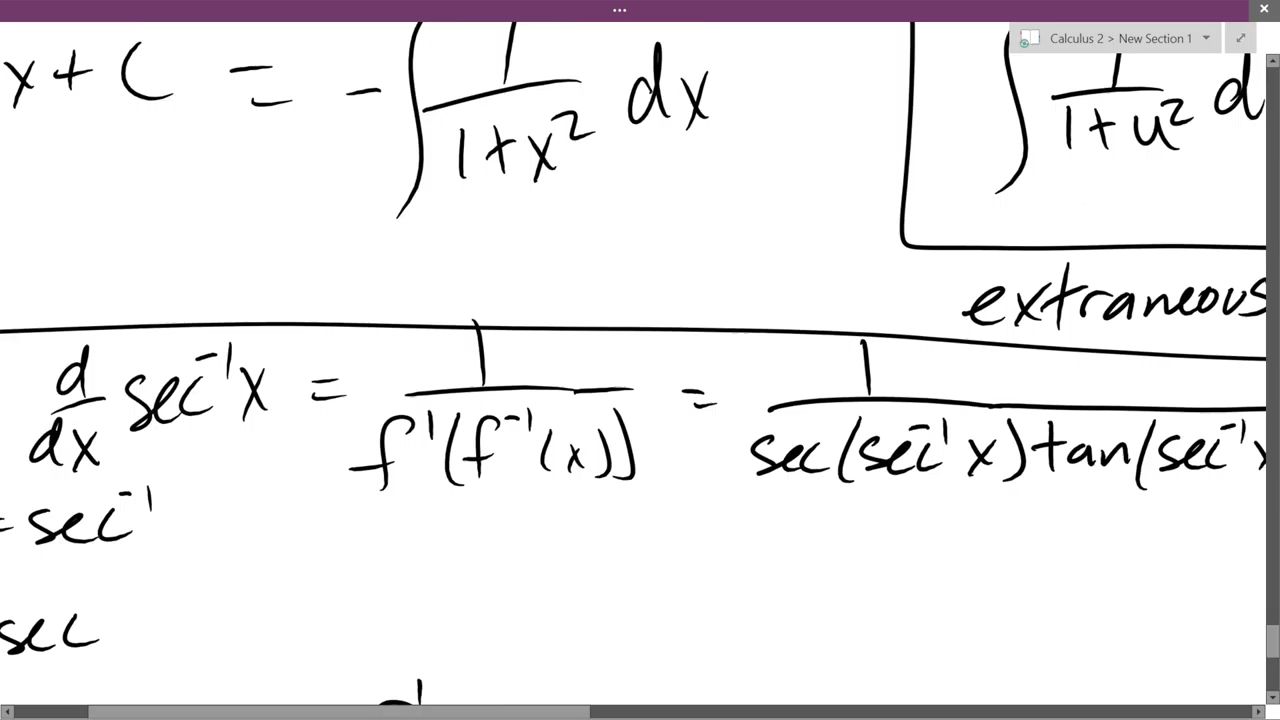 Calculus 2 > New Section 1
x + C = - ∫ 1/(1+x²) dx
∫ 1/(1+u²) d
extraneous
d/dx sec⁻¹x = 1/(f'(f⁻¹(x))) = 1/(sec(sec⁻¹x)tan(sec⁻¹x
= sec⁻¹
sec